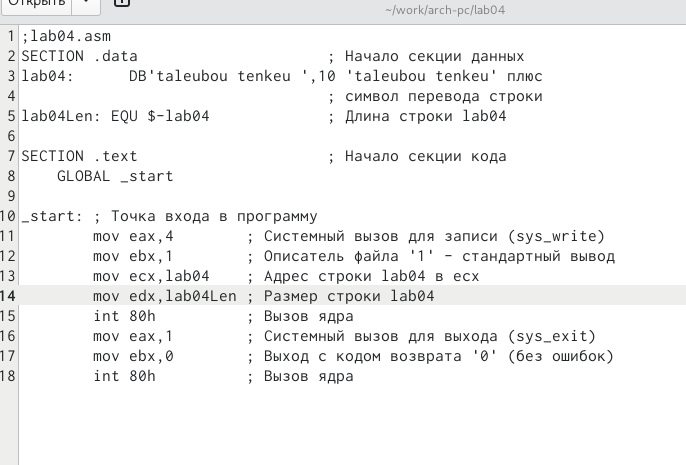 Открыть
~/work/arch-pc/lab04
1 ;lab04.asm
2 SECTION .data ; Начало секции данных
3 lab04: DB'taleubou tenkeu ',10 'taleubou tenkeu' плюс
4 ; символ перевода строки
5 lab04Len: EQU $-lab04 ; Длина строки lab04
6
7 SECTION .text ; Начало секции кода
8 GLOBAL _start
9
10 _start: ; Точка входа в программу
11 mov eax,4 ; Системный вызов для записи (sys_write)
12 mov ebx,1 ; Описатель файла '1' - стандартный вывод
13 mov ecx,lab04 ; Адрес строки lab04 в ecx
14 mov edx,lab04Len ; Размер строки lab04
15 int 80h ; Вызов ядра
16 mov eax,1 ; Системный вызов для выхода (sys_exit)
17 mov ebx,0 ; Выход с кодом возврата '0' (без ошибок)
18 int 80h ; Вызов ядра